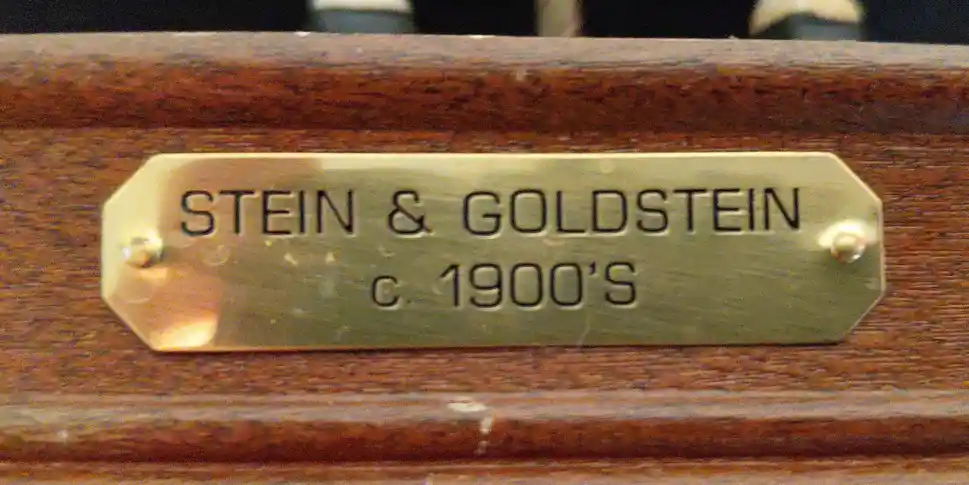 STEIN & GOLDSTEIN
c. 1900'S